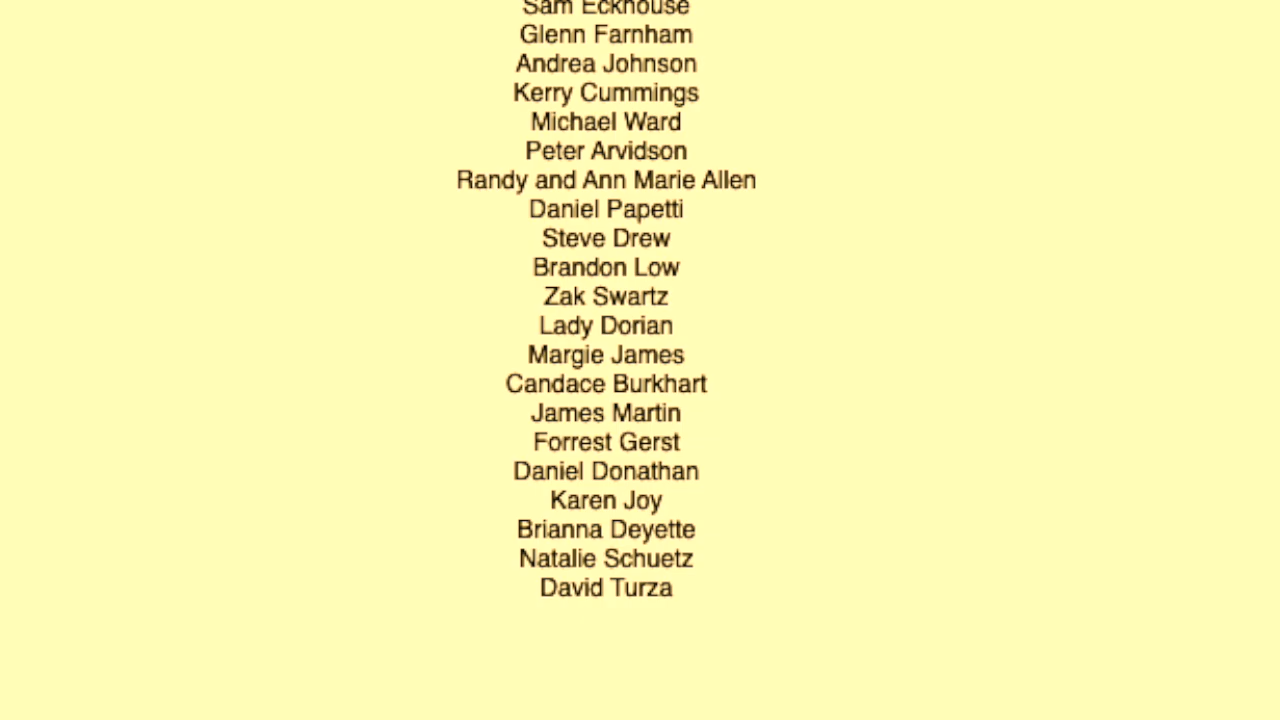 Sam Eckhouse
Glenn Farnham
Andrea Johnson
Kerry Cummings
Michael Ward
Peter Arvidson
Randy and Ann Marie Allen
Daniel Papetti
Steve Drew
Brandon Low
Zak Swartz
Lady Dorian
Margie James
Candace Burkhart
James Martin
Forrest Gerst
Daniel Donathan
Karen Joy
Brianna Deyette
Natalie Schuetz
David Turza